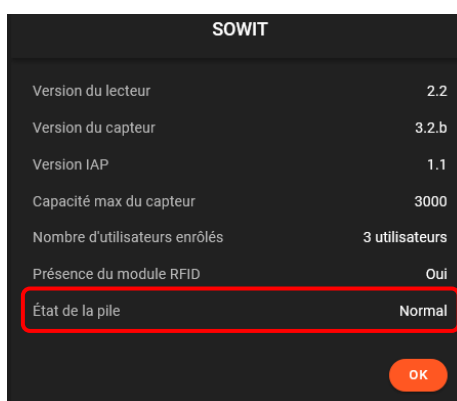 SOWIT
Version du lecteur 2.2
Version du capteur 3.2.b
Version IAP 1.1
Capacité max du capteur 3000
Nombre d'utilisateurs enrôlés 3 utilisateurs
Présence du module RFID Oui
État de la pile Normal
OK